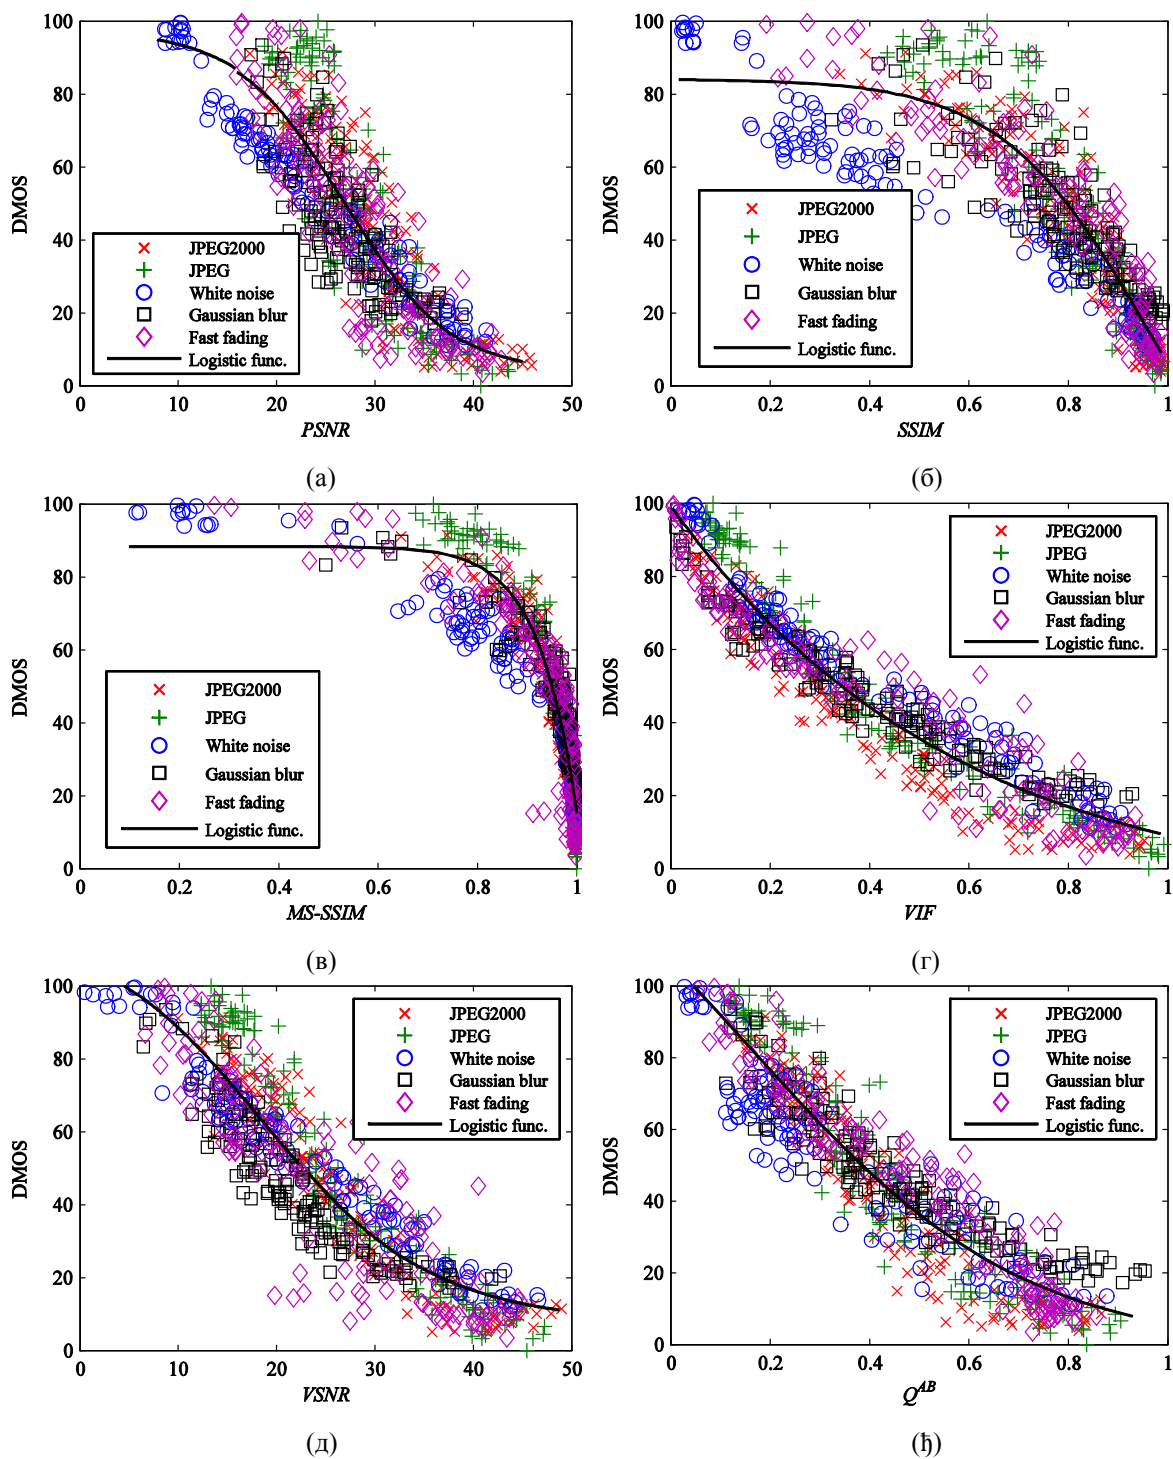 100
80
60
40
20
0
DMOS
JPEG2000
JPEG
White noise
Gaussian blur
Fast fading
Logistic func.
0 10 20 30 40 50
PSNR
(а)
100
80
60
40
20
0
DMOS
JPEG2000
JPEG
White noise
Gaussian blur
Fast fading
Logistic func.
0 0.2 0.4 0.6 0.8 1
SSIM
(б)
100
80
60
40
20
0
DMOS
JPEG2000
JPEG
White noise
Gaussian blur
Fast fading
Logistic func.
0 0.2 0.4 0.6 0.8 1
MS-SSIM
(в)
100
80
60
40
20
0
DMOS
JPEG2000
JPEG
White noise
Gaussian blur
Fast fading
Logistic func.
0 0.2 0.4 0.6 0.8 1
VIF
(г)
100
80
60
40
20
0
DMOS
JPEG2000
JPEG
White noise
Gaussian blur
Fast fading
Logistic func.
0 10 20 30 40 50
VSNR
(д)
100
80
60
40
20
0
DMOS
JPEG2000
JPEG
White noise
Gaussian blur
Fast fading
Logistic func.
0 0.2 0.4 0.6 0.8 1
Q^AB
(ђ)